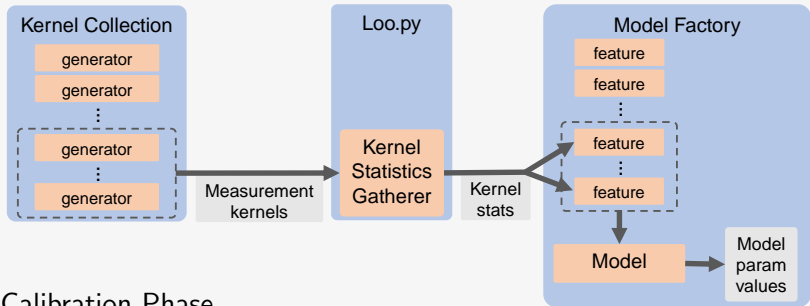 Kernel Collection
generator
generator
generator
generator
Measurement
kernels
Loo.py
Kernel
Statistics
Gatherer
Kernel
stats
Model Factory
feature
feature
feature
feature
Model
Model
param
values
Calibration Phase